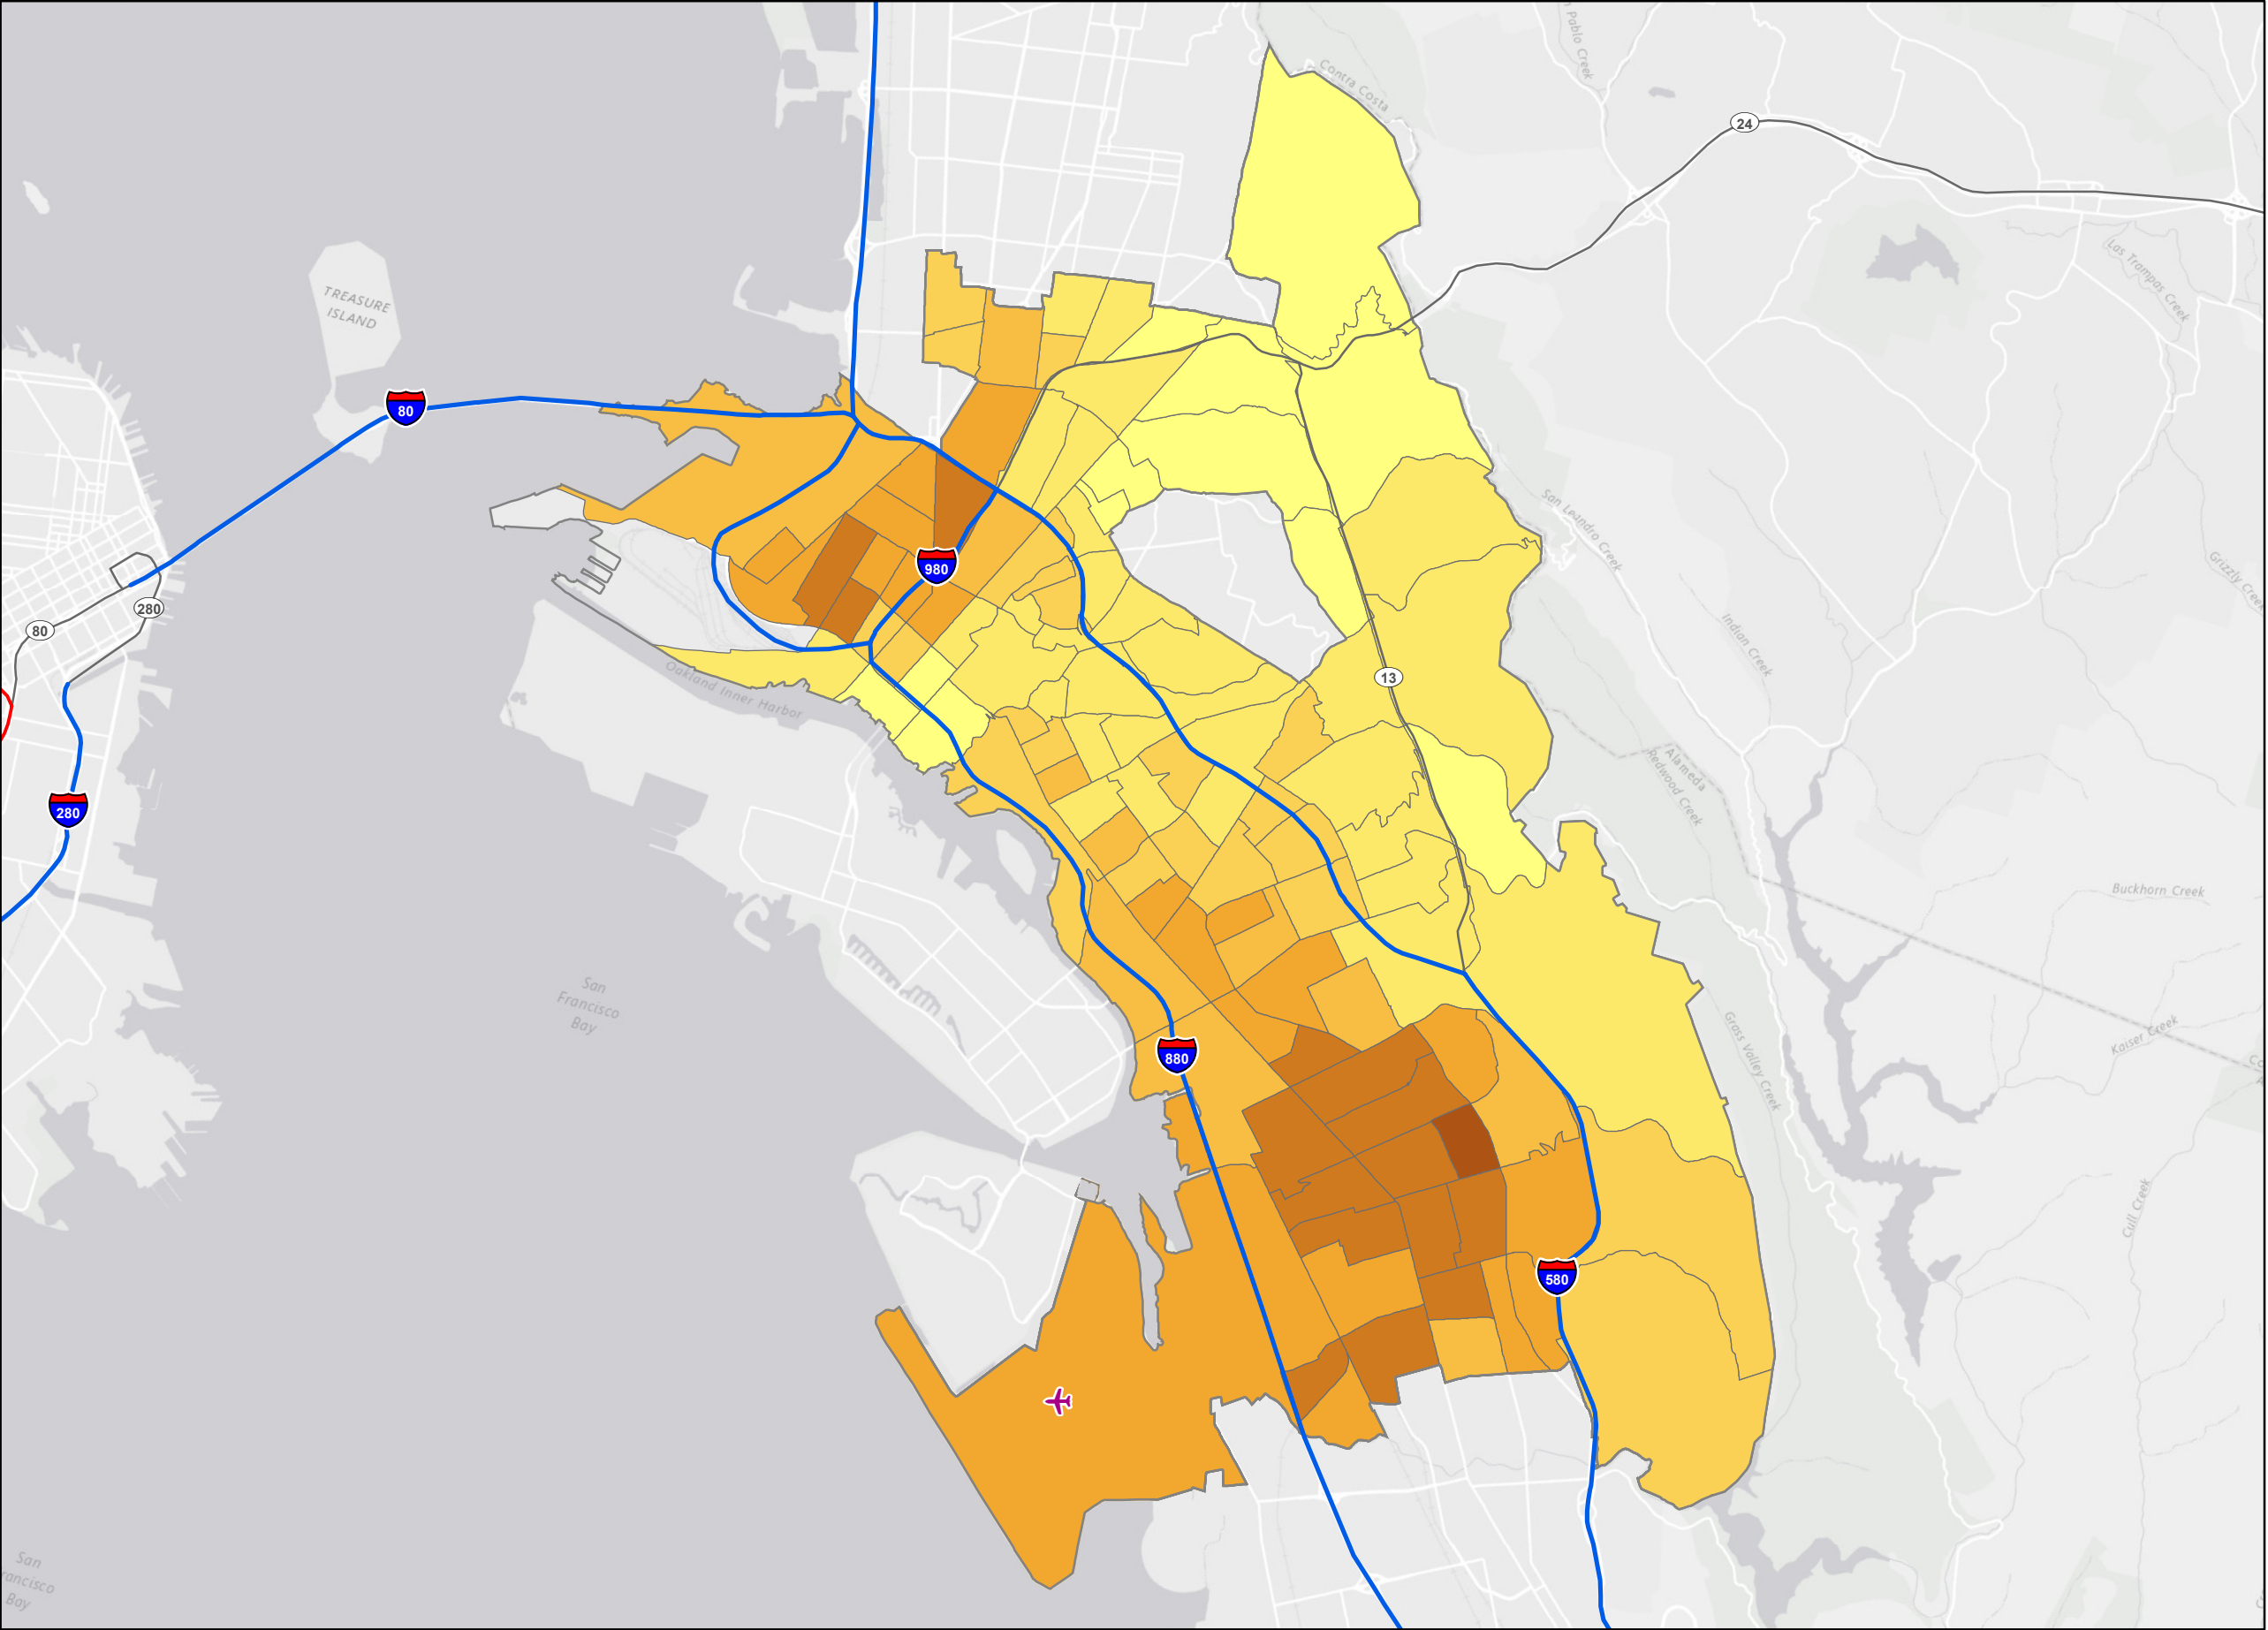 n Pablo Creek
Contra Costa
24
Las Trampas Creek
TREASURE
ISLAND
80
San Leandro Creek
Grizzly Creek
980
280
80
Indian Creek
13
Oakland Inner Harbor
Alameda
Redwood Creek
280
Buckhorn Creek
San
Francisco
Bay
Grass Valley Creek
Kaiser Creek
880
Cull Creek
580
San
rancisco
Bay